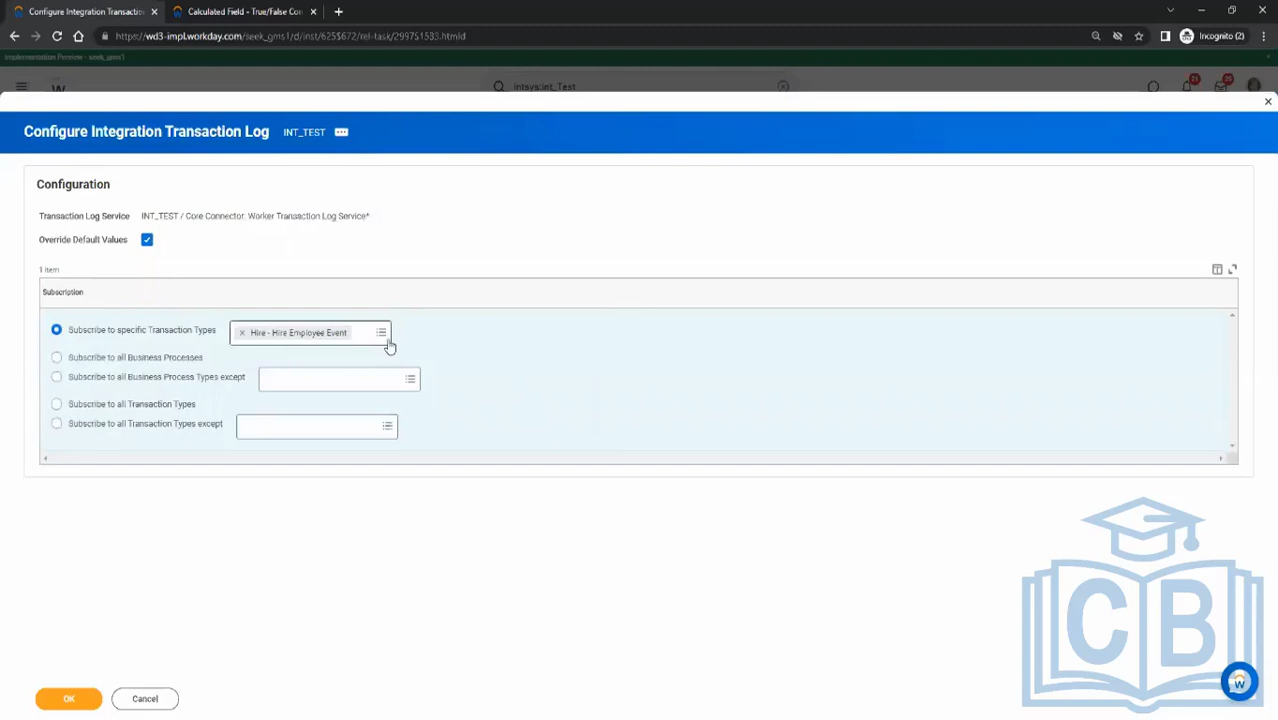 Configure Integration Transactio
Calculated Field - True/False Con
https://wd3-impl.workday.com/seek_gms1/d/inst/625$672/rel-task/2997$1533.htmld
Incognito (2)
Implementation Preview - seek_gms1
intsys:int_Test
Configure Integration Transaction Log INT_TEST
Configuration
Transaction Log Service INT_TEST / Core Connector: Worker Transaction Log Service*
Override Default Values
1 item
Subscription
Subscribe to specific Transaction Types
Hire - Hire Employee Event
Subscribe to all Business Processes
Subscribe to all Business Process Types except
Subscribe to all Transaction Types
Subscribe to all Transaction Types except
CB
W
OK
Cancel